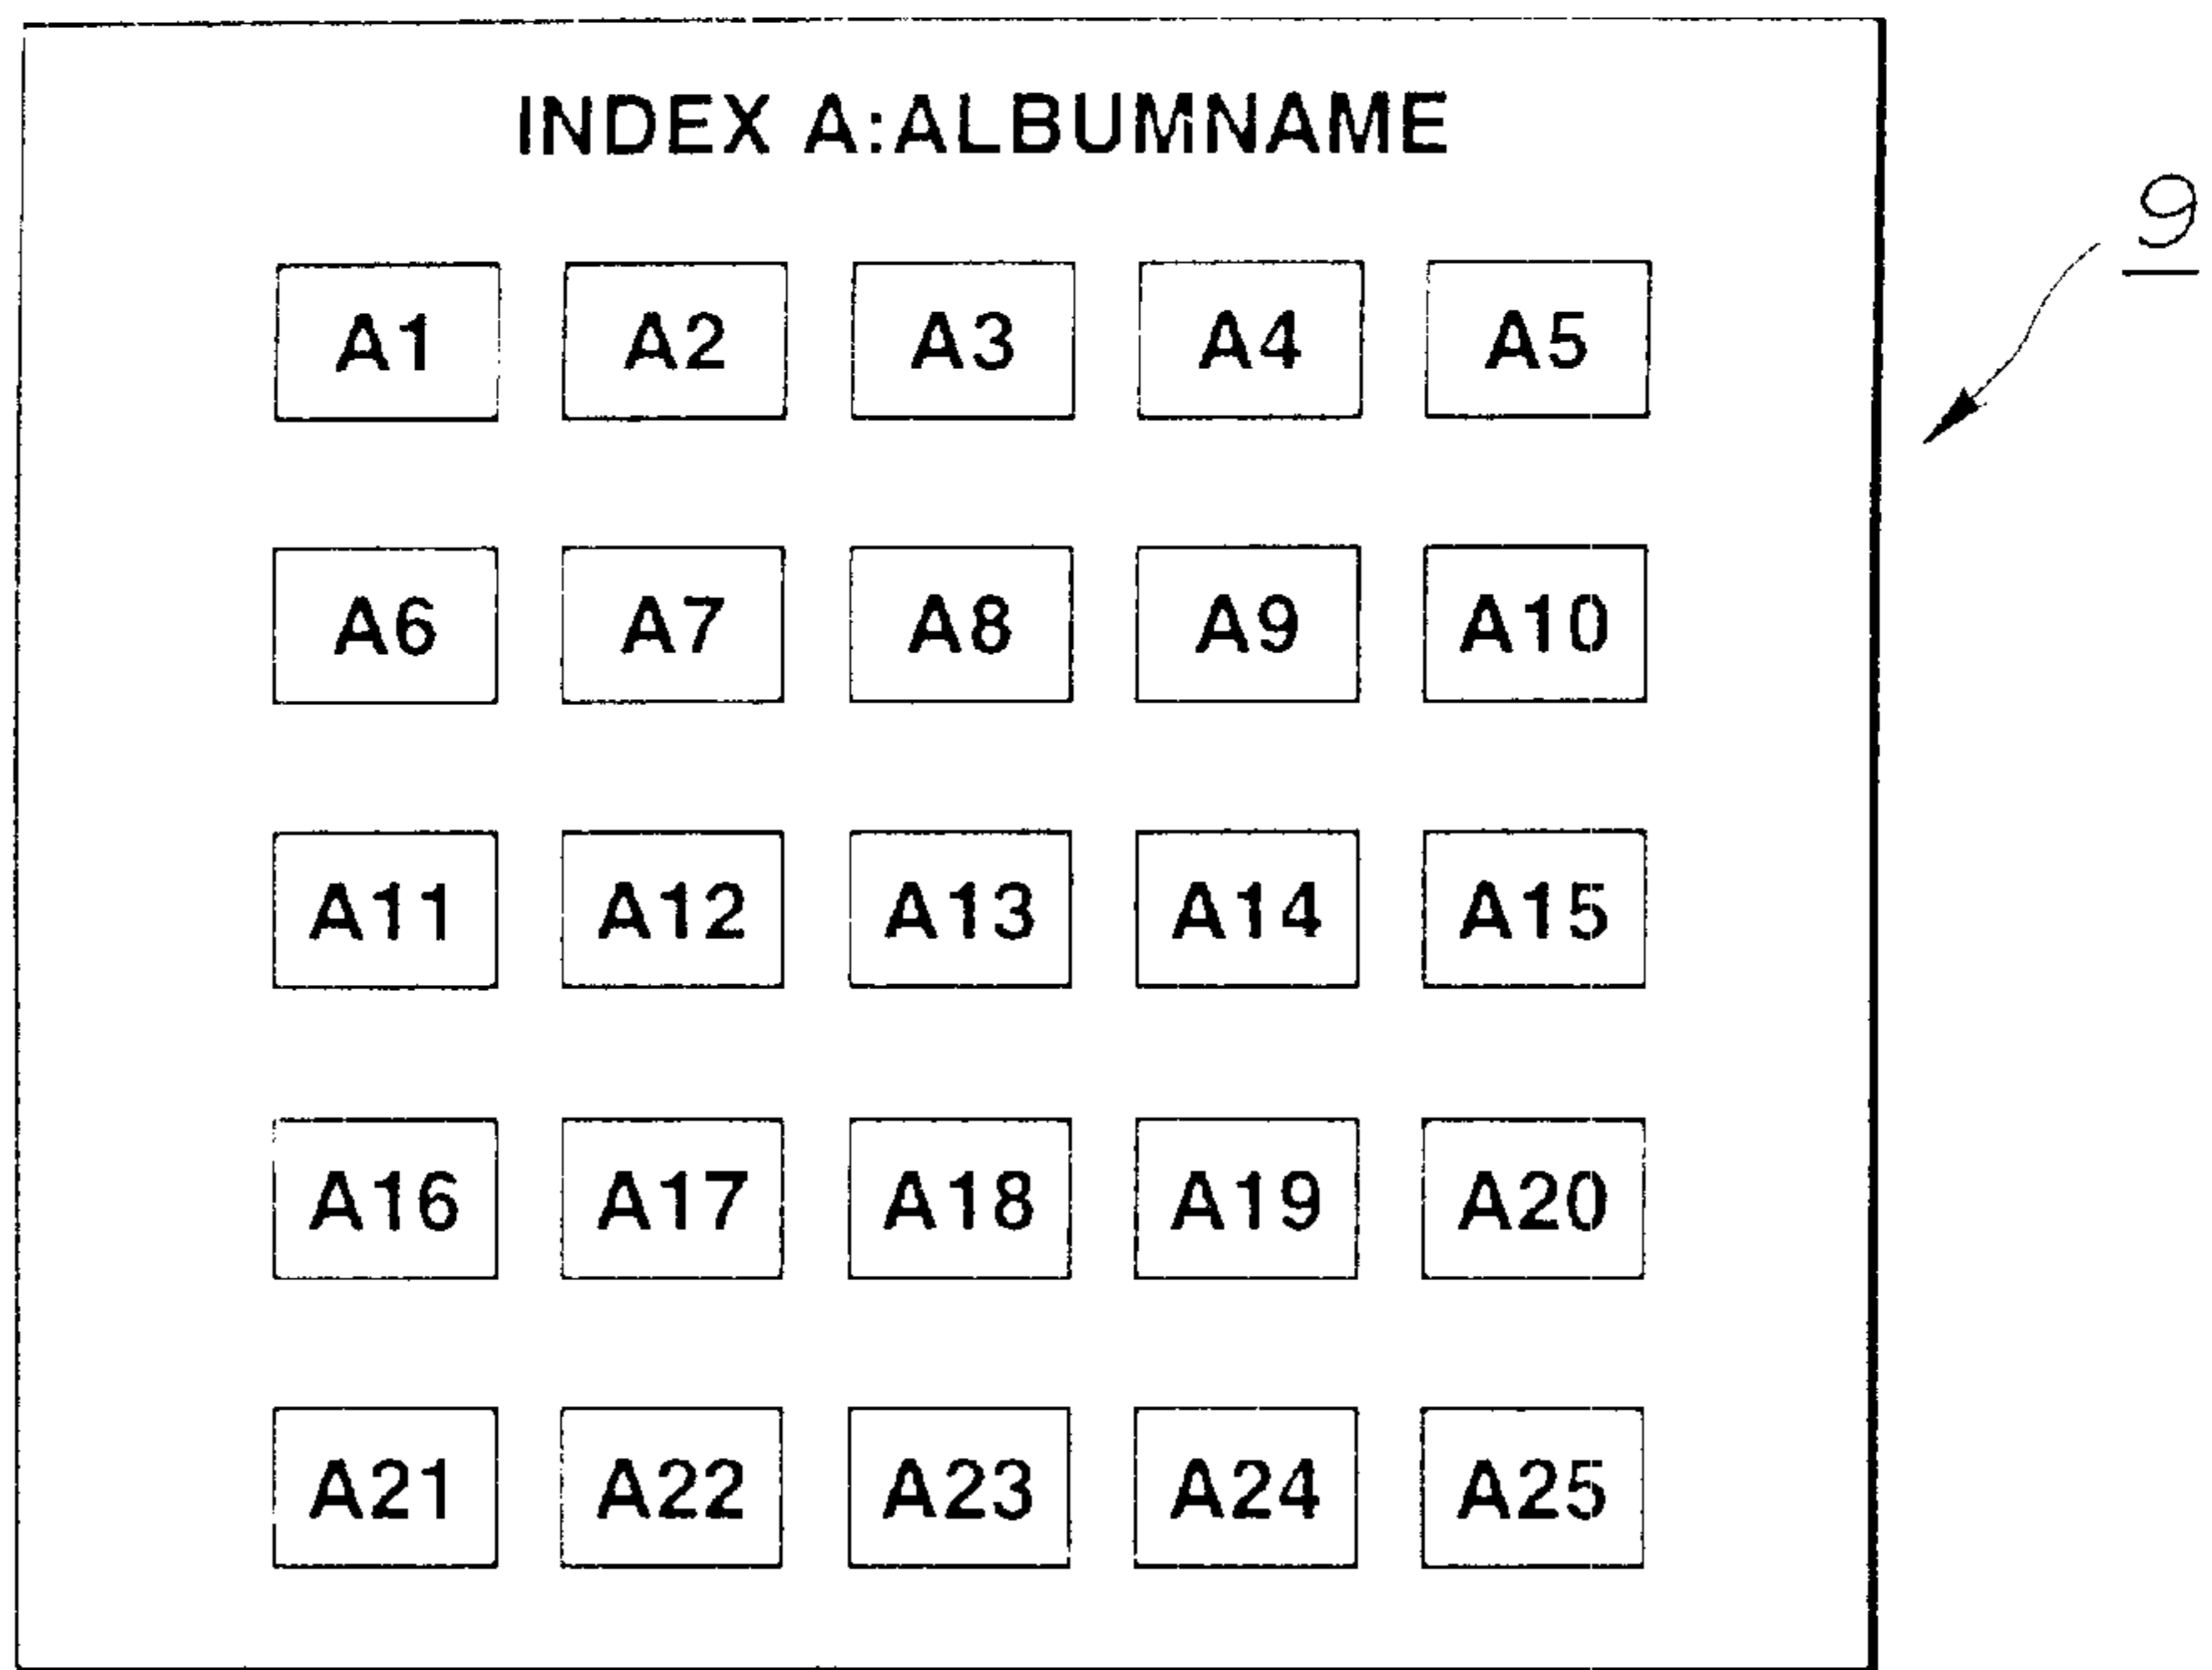 INDEX A:ALBUMNAME
9
A1 A2 A3 A4 A5
A6 A7 A8 A9 A10
A11 A12 A13 A14 A15
A16 A17 A18 A19 A20
A21 A22 A23 A24 A25